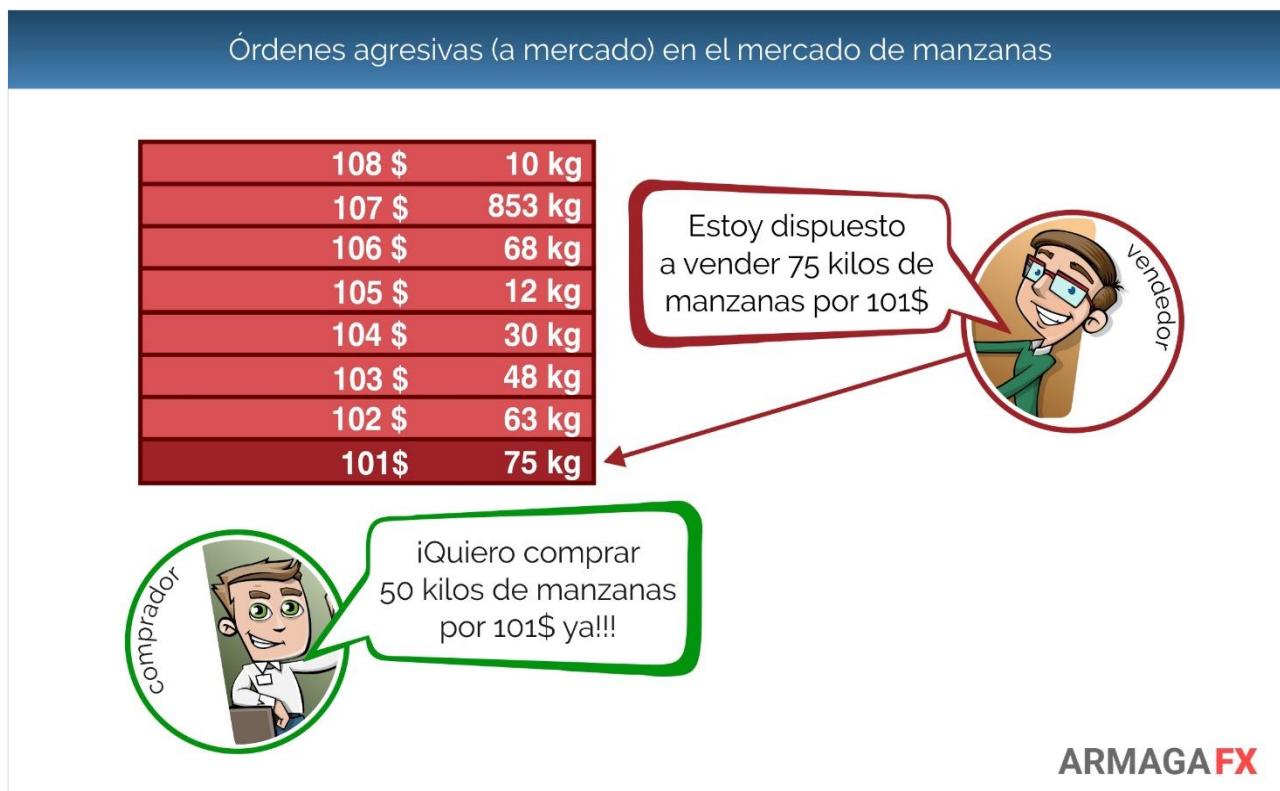 Órdenes agresivas (a mercado) en el mercado de manzanas
108 $ 10 kg
107 $ 853 kg
106 $ 68 kg
105 $ 12 kg
104 $ 30 kg
103 $ 48 kg
102 $ 63 kg
101$ 75 kg
Estoy dispuesto
a vender 75 kilos de
manzanas por 101$
vendedor
comprador
¡Quiero comprar
50 kilos de manzanas
por 101$ ya!!!
ARMAGAFX